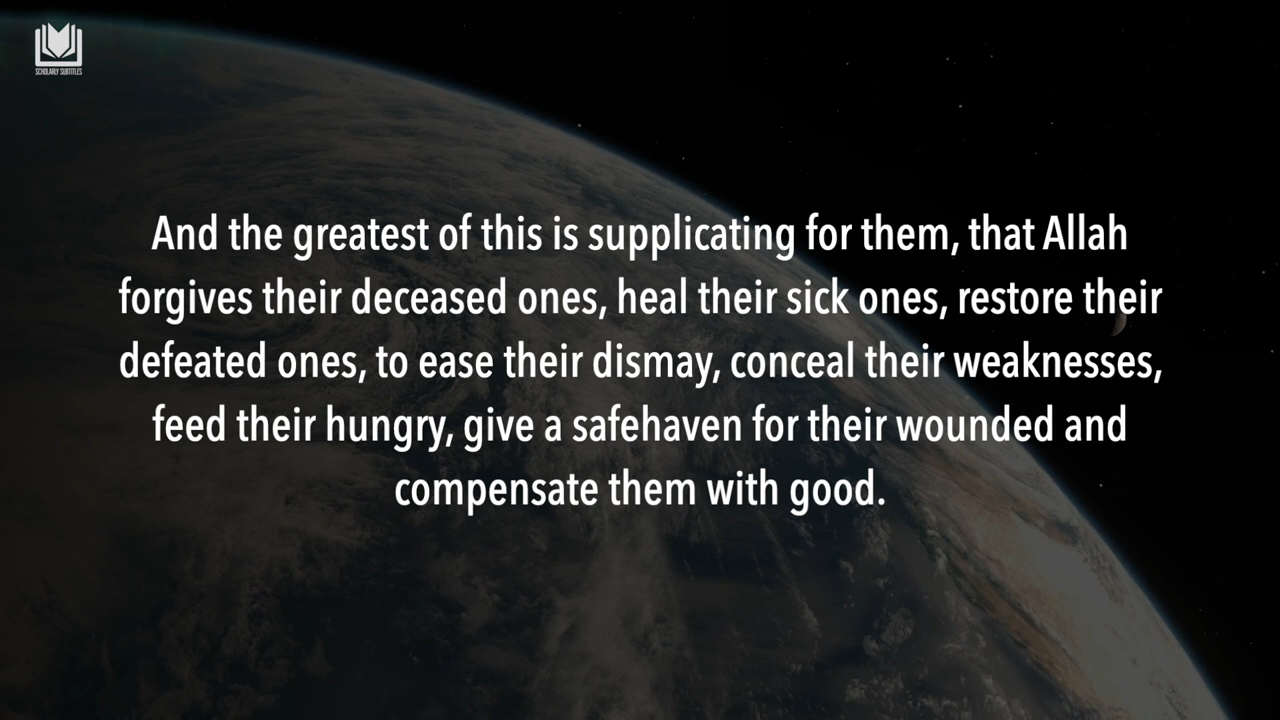 SCHOLARLY SUBTITLES
And the greatest of this is supplicating for them, that Allah
forgives their deceased ones, heal their sick ones, restore their
defeated ones, to ease their dismay, conceal their weaknesses,
feed their hungry, give a safehaven for their wounded and
compensate them with good.